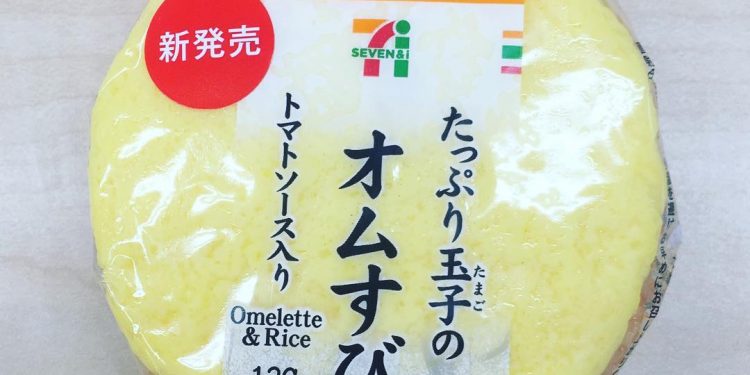 新発売
SEVEN&i
たっぷり玉子の
たまご
オムすび
トマトソース入り
Omelette
& Rice